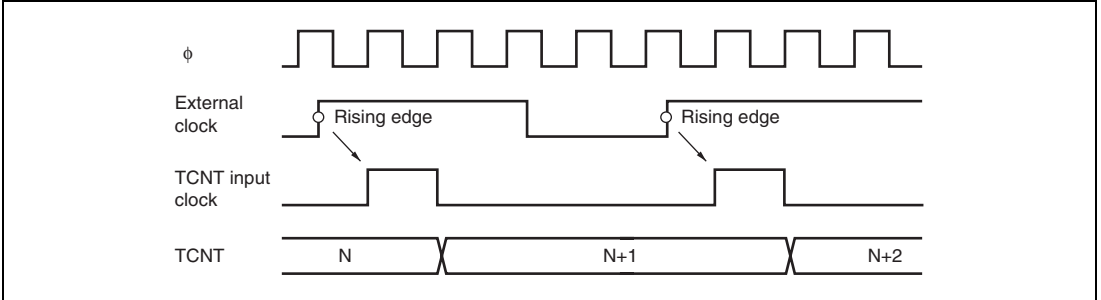 φ
External
clock
Rising edge
Rising edge
TCNT input
clock
TCNT
N
N+1
N+2